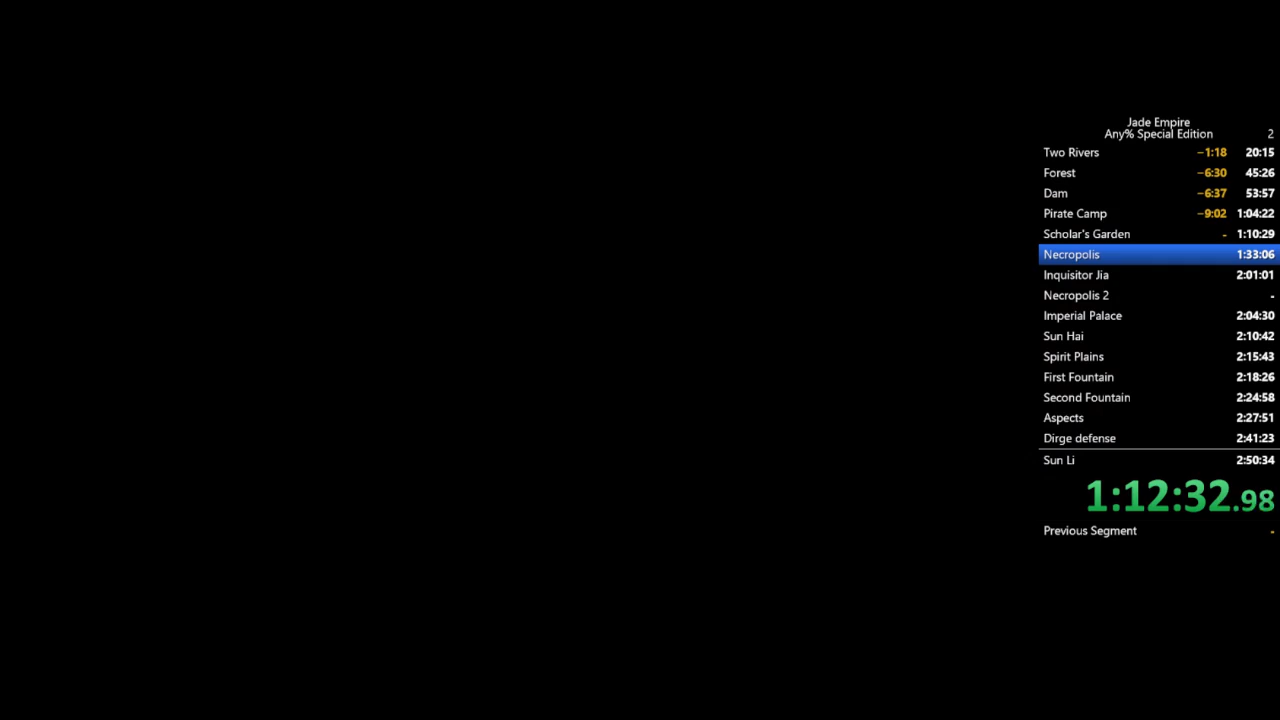 Jade Empire
Any% Special Edition 2
Two Rivers −1:18 20:15
Forest −6:30 45:26
Dam −6:37 53:57
Pirate Camp −9:02 1:04:22
Scholar's Garden - 1:10:29
Necropolis 1:33:06
Inquisitor Jia 2:01:01
Necropolis 2 -
Imperial Palace 2:04:30
Sun Hai 2:10:42
Spirit Plains 2:15:43
First Fountain 2:18:26
Second Fountain 2:24:58
Aspects 2:27:51
Dirge defense 2:41:23
Sun Li 2:50:34
1:12:32.98
Previous Segment -